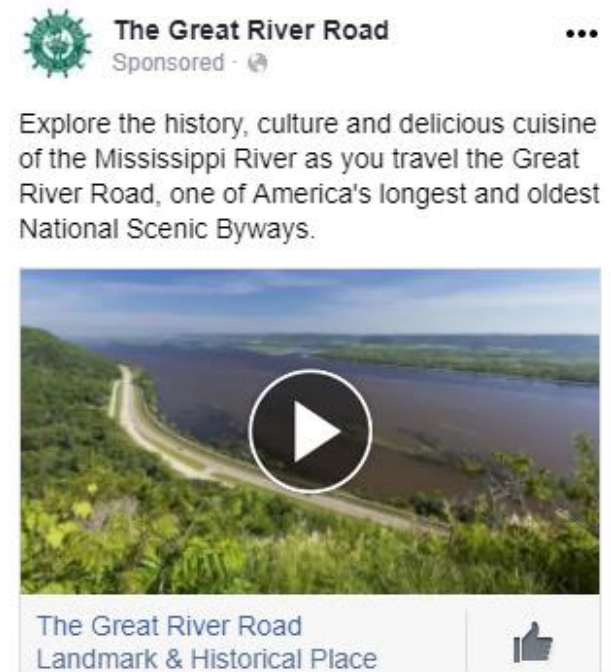 The Great River Road
Sponsored ·
Explore the history, culture and delicious cuisine
of the Mississippi River as you travel the Great
River Road, one of America's longest and oldest
National Scenic Byways.
The Great River Road
Landmark & Historical Place